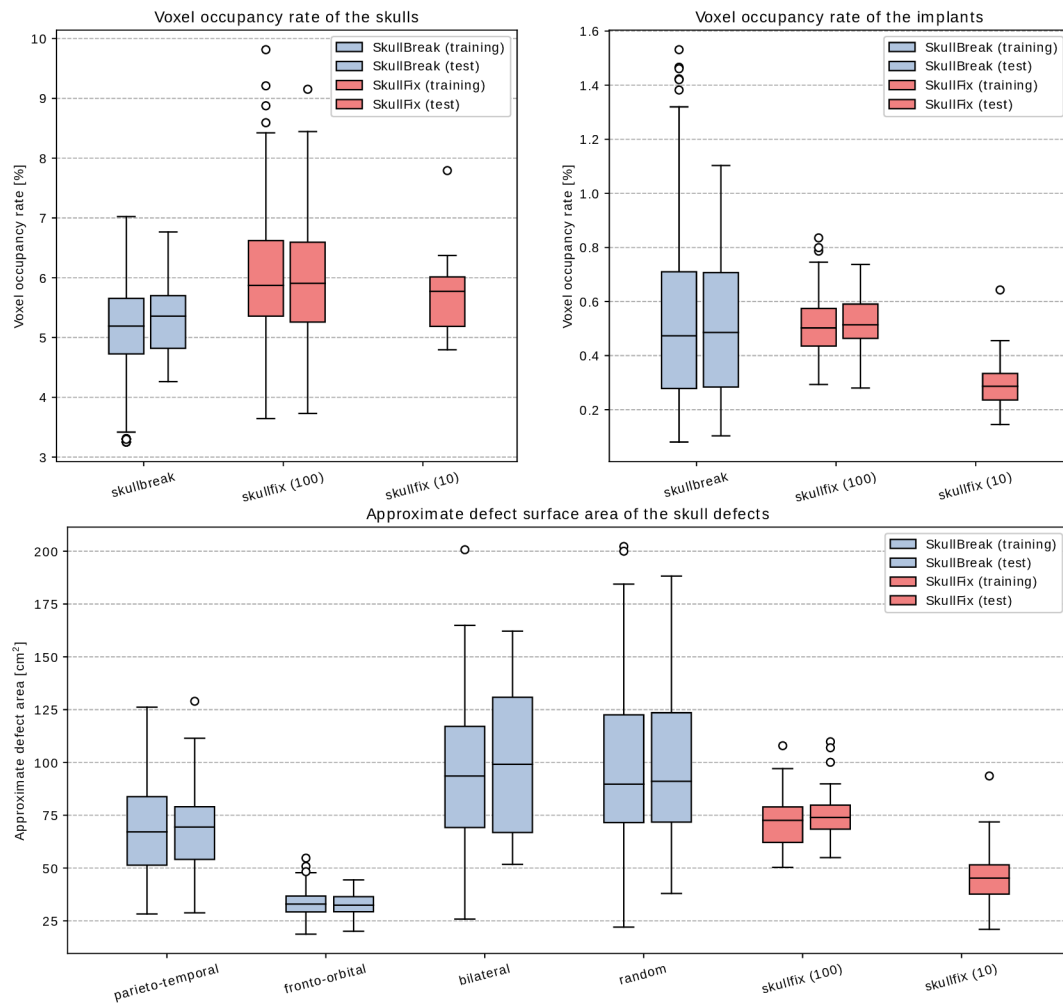 Voxel occupancy rate of the skulls
Voxel occupancy rate [%]
10
9
8
7
6
5
4
3
SkullBreak (training)
SkullBreak (test)
SkullFix (training)
SkullFix (test)
skullbreak
skullfix (100)
skullfix (10)
Voxel occupancy rate of the implants
Voxel occupancy rate [%]
1.6
1.4
1.2
1.0
0.8
0.6
0.4
0.2
SkullBreak (training)
SkullBreak (test)
SkullFix (training)
SkullFix (test)
skullbreak
skullfix (100)
skullfix (10)
Approximate defect surface area of the skull defects
Approximate defect area [cm²]
200
175
150
125
100
75
50
25
SkullBreak (training)
SkullBreak (test)
SkullFix (training)
SkullFix (test)
parieto-temporal
fronto-orbital
bilateral
random
skullfix (100)
skullfix (10)